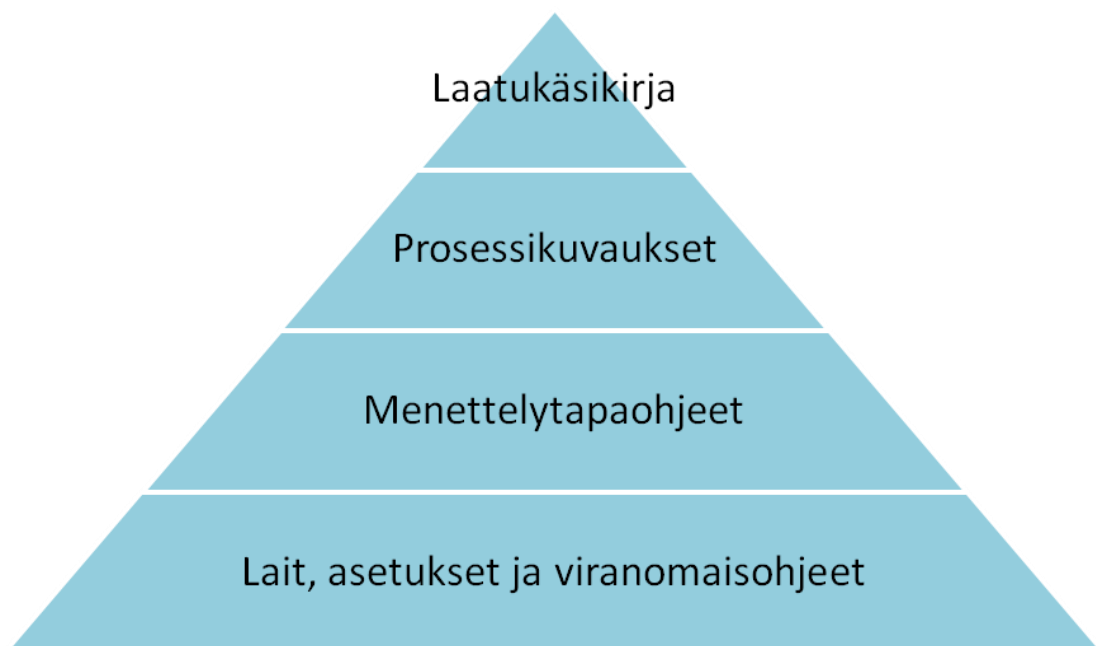 Laatukäsikirja
Prosessikuvaukset
Menettelytapaohjeet
Lait, asetukset ja viranomaisohjeet